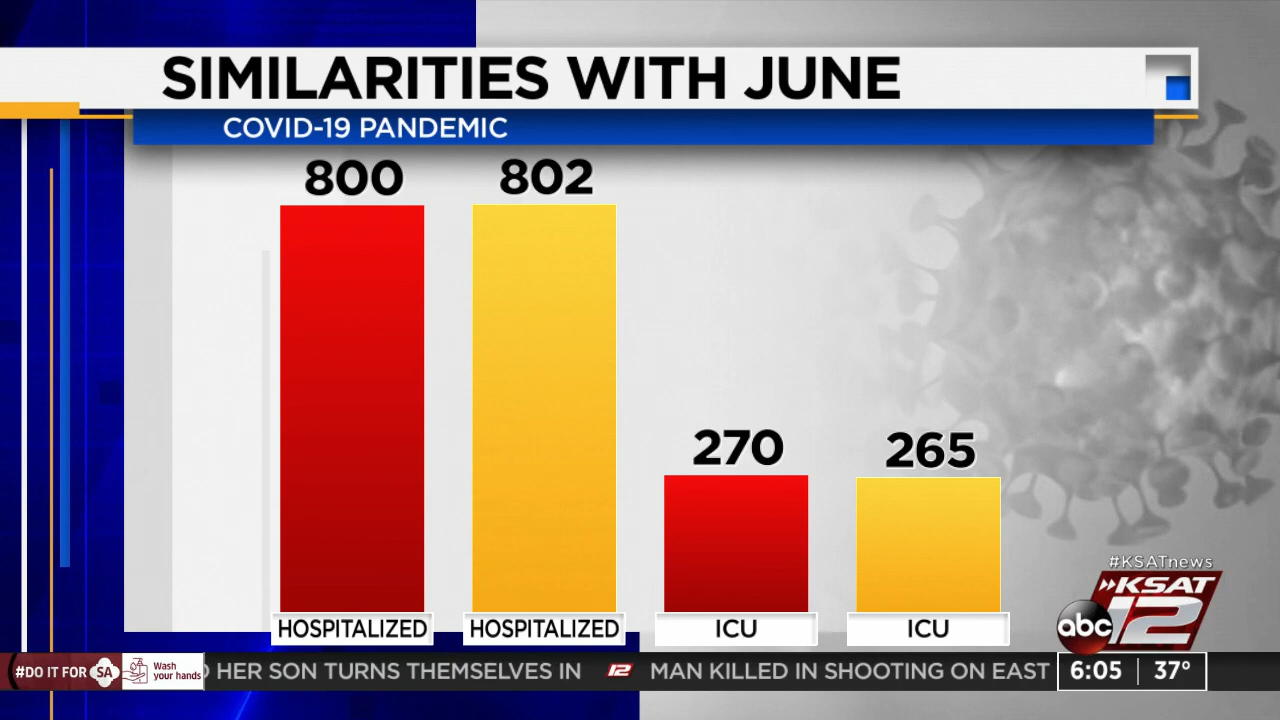 SIMILARITIES WITH JUNE
COVID-19 PANDEMIC
800
802
270
265
HOSPITALIZED
HOSPITALIZED
ICU
ICU
#KSATnews
KSAT
abc
12
#DO IT FOR SA
Wash
your hands
HER SON TURNS THEMSELVES IN 12 MAN KILLED IN SHOOTING ON EAST
6:05 37°